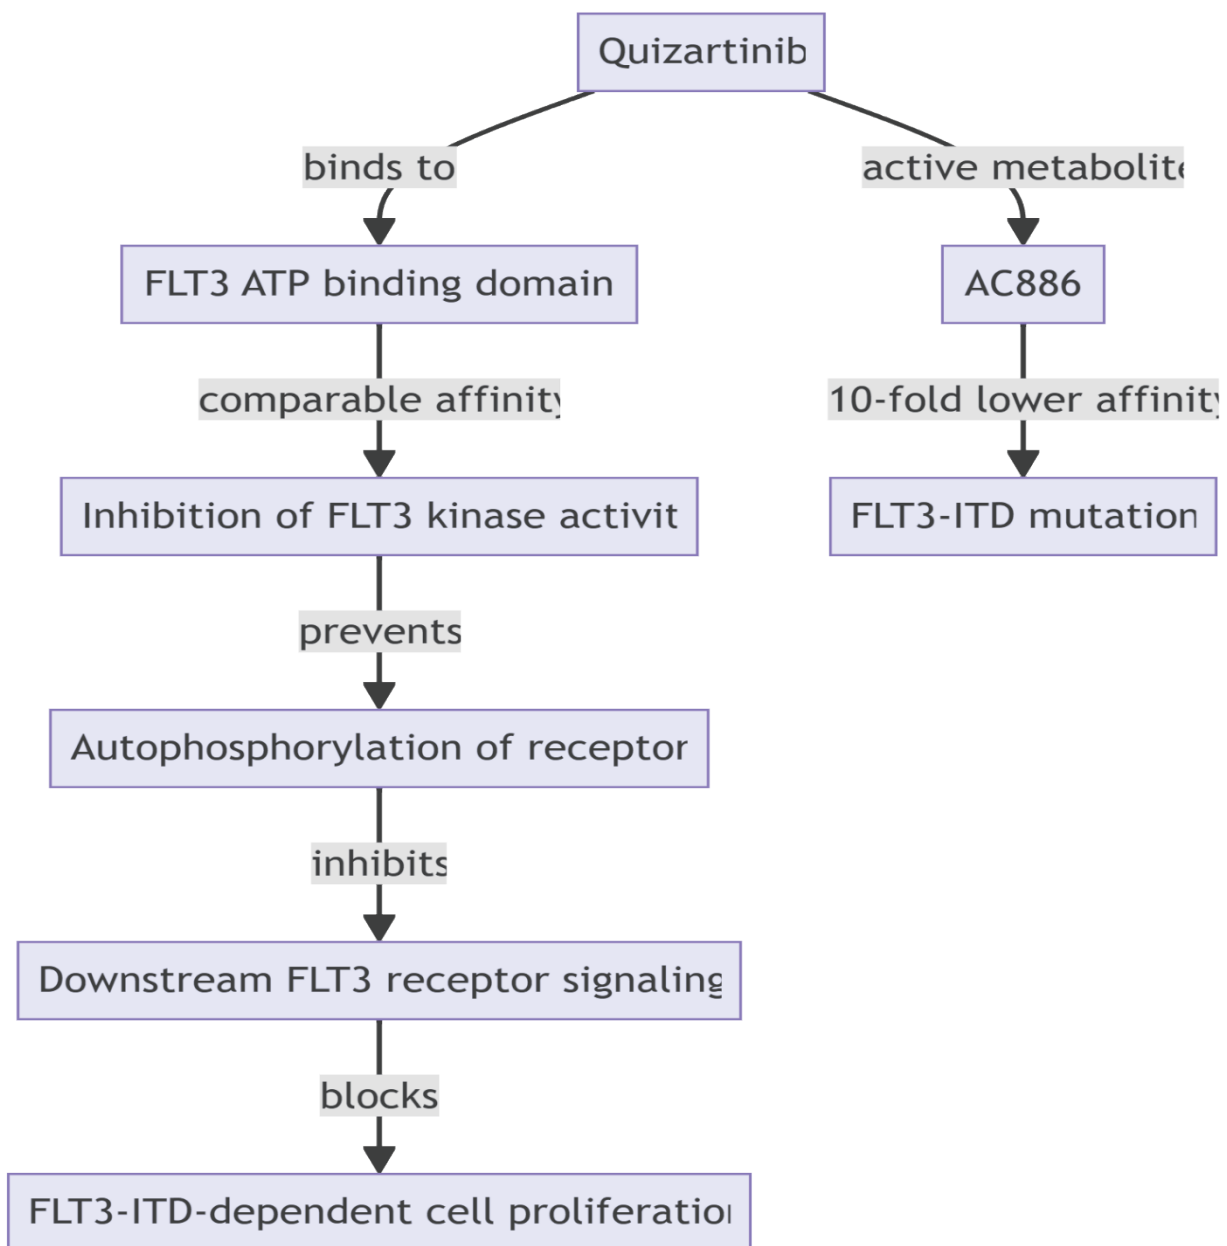 Quizartinib
binds to
active metabolite
FLT3 ATP binding domain
AC886
comparable affinity
10-fold lower affinity
Inhibition of FLT3 kinase activit
FLT3-ITD mutation
prevents
Autophosphorylation of receptor
inhibits
Downstream FLT3 receptor signaling
blocks
FLT3-ITD-dependent cell proliferation